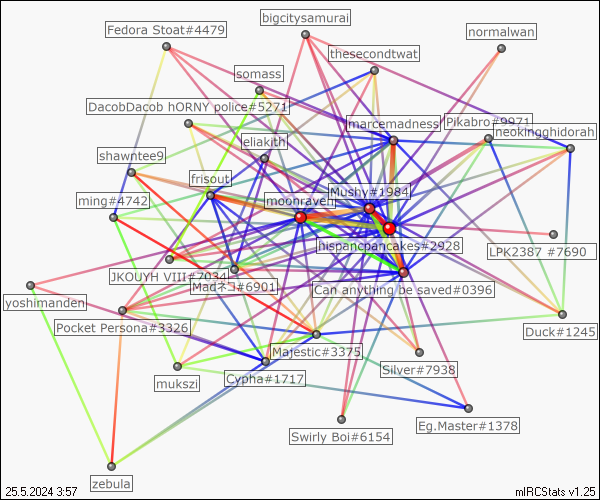 bigcitysamurai
Fedora Stoat#4479
normalwan
thesecondtwat
somass
DacobDacob hORNY police#5271
marcemadness
Pikabro#9971
neokingghidorah
eliakith
shawntee9
frisout
Mushy#1984
ming#4742
moonraven
hispancpancakes#2928
LPK2387 #7690
JKOUYH VIII#7034
Madネコ#6901
Can anything be saved#0396
yoshimanden
Pocket Persona#3326
Duck#1245
Majestic#3375
Silver#7938
mukszi
Cypha#1717
Eg.Master#1378
Swirly Boi#6154
zebula
25.5.2024 3:57
mIRCStats v1.25